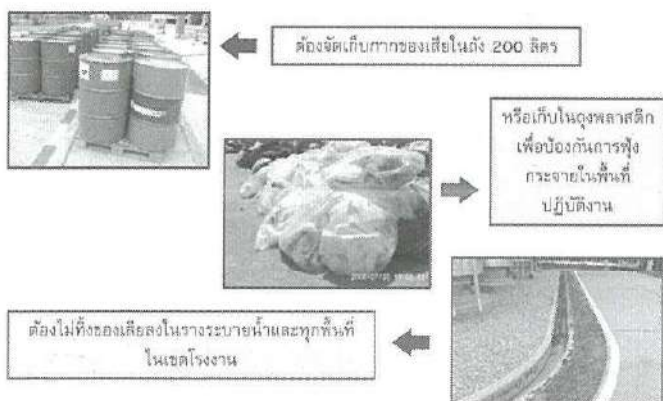 ต้องจัดเก็บกากของเสียในถัง 200 ลิตร
หรือเก็บในถุงพลาสติก
เพื่อป้องกันการฟุ้ง
กระจายในพื้นที่
ปฏิบัติงาน
ต้องไม่ทิ้งของเสียลงในรางระบายน้ำและทุกพื้นที่
ในเขตโรงงาน